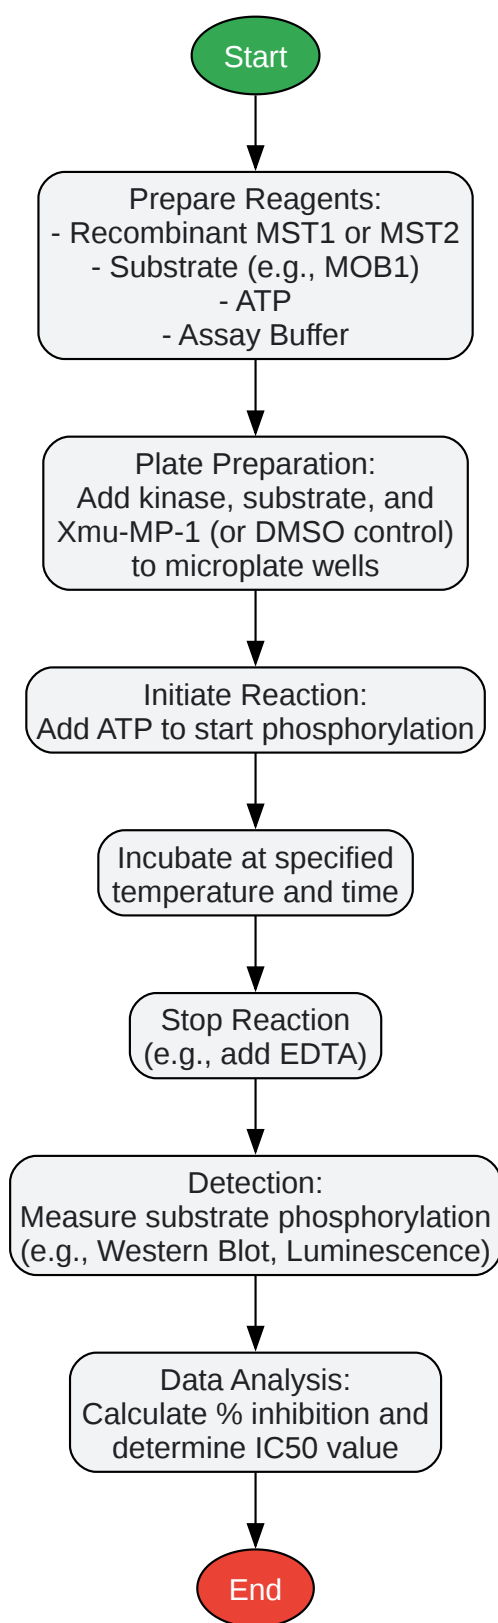 Start
Prepare Reagents:
- Recombinant MST1 or MST2
- Substrate (e.g., MOB1)
- ATP
- Assay Buffer
Plate Preparation:
Add kinase, substrate, and
Xmu-MP-1 (or DMSO control)
to microplate wells
Initiate Reaction:
Add ATP to start phosphorylation
Incubate at specified
temperature and time
Stop Reaction
(e.g., add EDTA)
Detection:
Measure substrate phosphorylation
(e.g., Western Blot, Luminescence)
Data Analysis:
Calculate % inhibition and
determine IC50 value
End